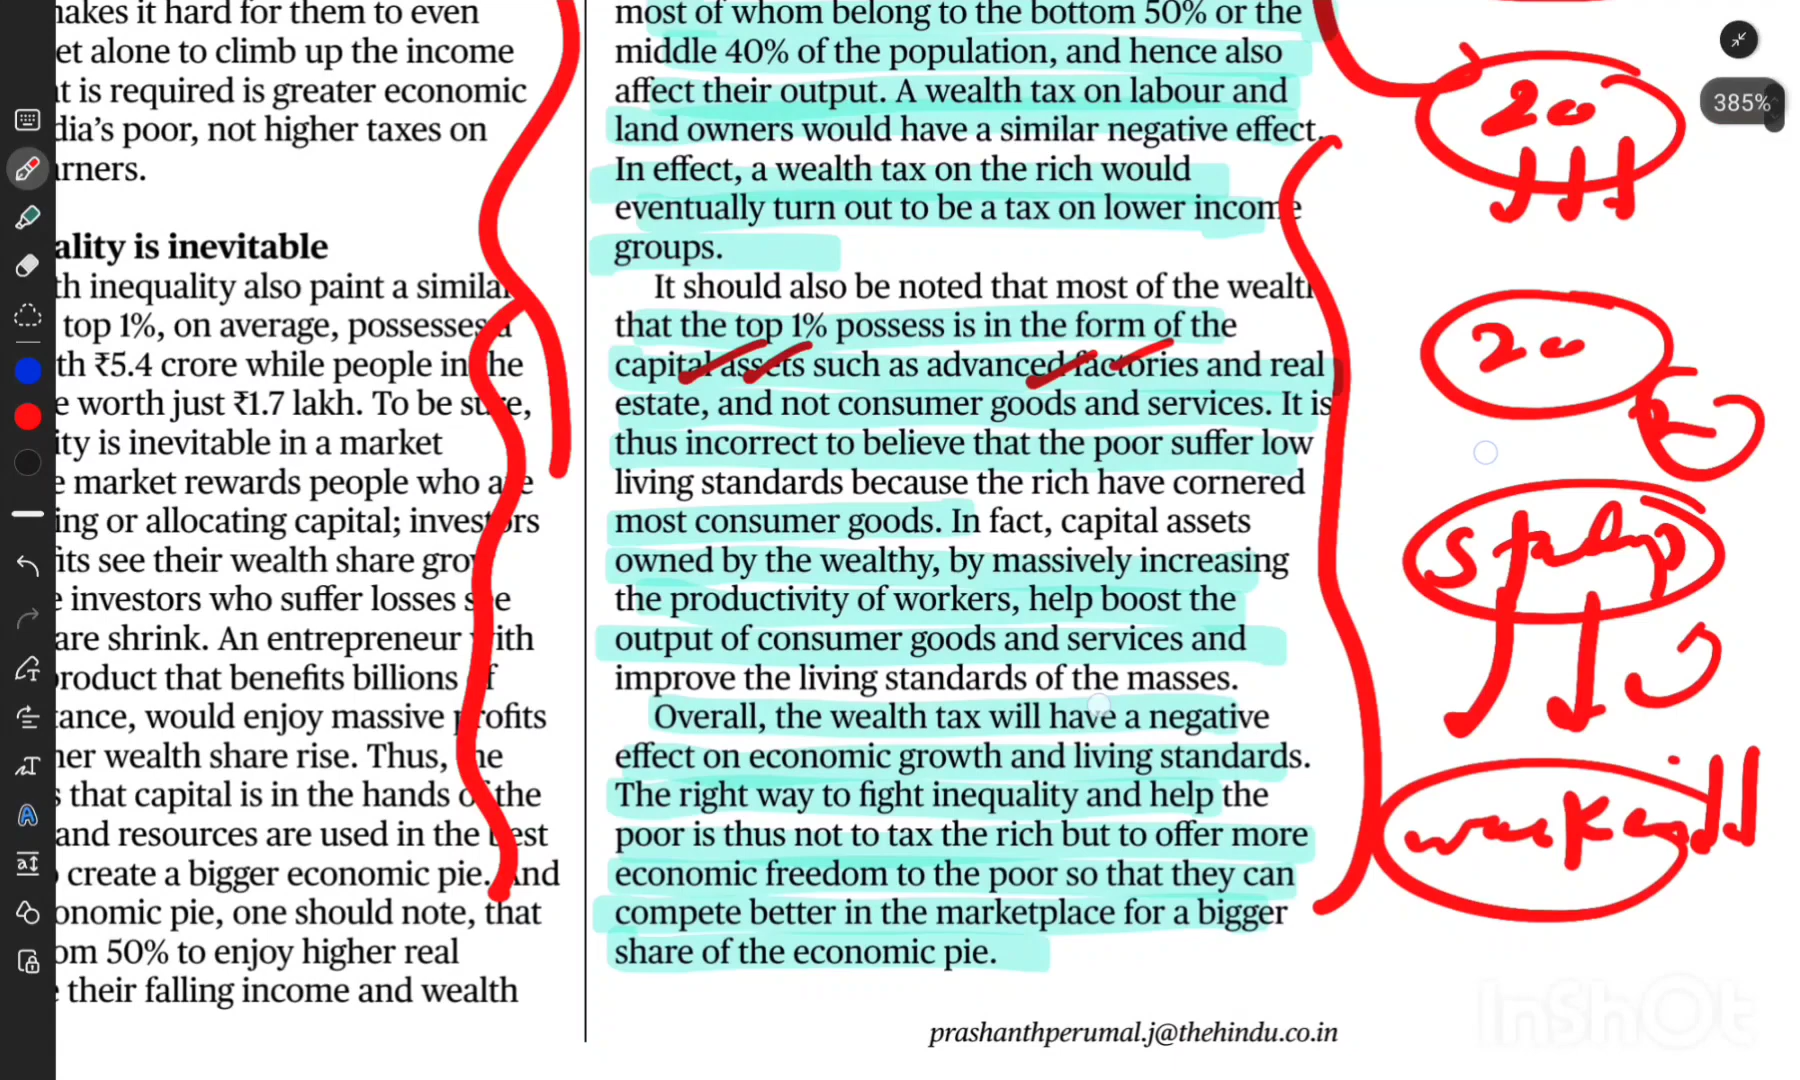 makes it hard for them to even
et alone to climb up the income
t is required is greater economic
dia's poor, not higher taxes on
rners.
ality is inevitable
th inequality also paint a similar
top 1%, on average, possesses a
th ₹5.4 crore while people in the
e worth just ₹1.7 lakh. To be sure,
ity is inevitable in a market
e market rewards people who are
ing or allocating capital; investors
fits see their wealth share grow
e investors who suffer losses see
are shrink. An entrepreneur with
product that benefits billions of
tance, would enjoy massive profits
her wealth share rise. Thus, the
s that capital is in the hands of the
and resources are used in the best
o create a bigger economic pie. And
onomic pie, one should note, that
om 50% to enjoy higher real
e their falling income and wealth
most of whom belong to the bottom 50% or the
middle 40% of the population, and hence also
affect their output. A wealth tax on labour and
land owners would have a similar negative effect.
In effect, a wealth tax on the rich would
eventually turn out to be a tax on lower income
groups.
It should also be noted that most of the wealth
that the top 1% possess is in the form of the
capital assets such as advanced factories and real
estate, and not consumer goods and services. It is
thus incorrect to believe that the poor suffer low
living standards because the rich have cornered
most consumer goods. In fact, capital assets
owned by the wealthy, by massively increasing
the productivity of workers, help boost the
output of consumer goods and services and
improve the living standards of the masses.
Overall, the wealth tax will have a negative
effect on economic growth and living standards.
The right way to fight inequality and help the
poor is thus not to tax the rich but to offer more
economic freedom to the poor so that they can
compete better in the marketplace for a bigger
share of the economic pie.
prashanthperumal.j@thehindu.co.in
385%
20
20
Startup
InShOt